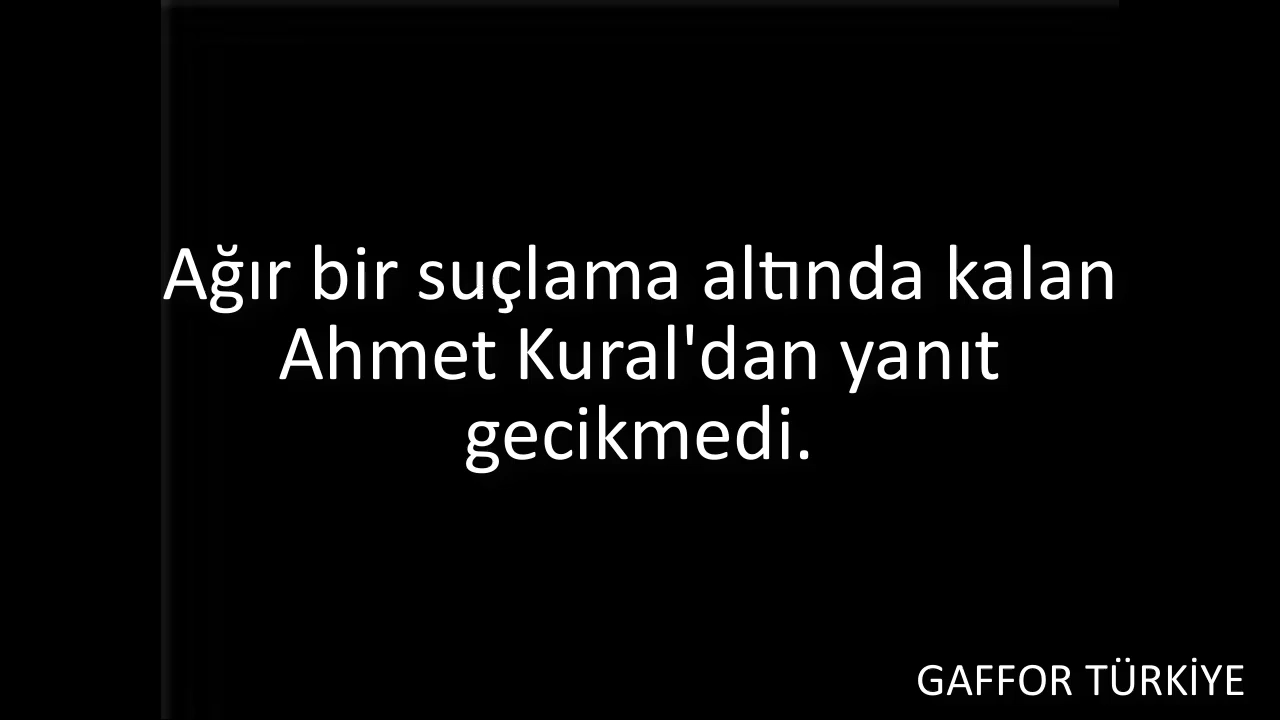 Ağır bir suçlama altında kalan
Ahmet Kural'dan yanıt
gecikmedi.
GAFFOR TÜRKİYE